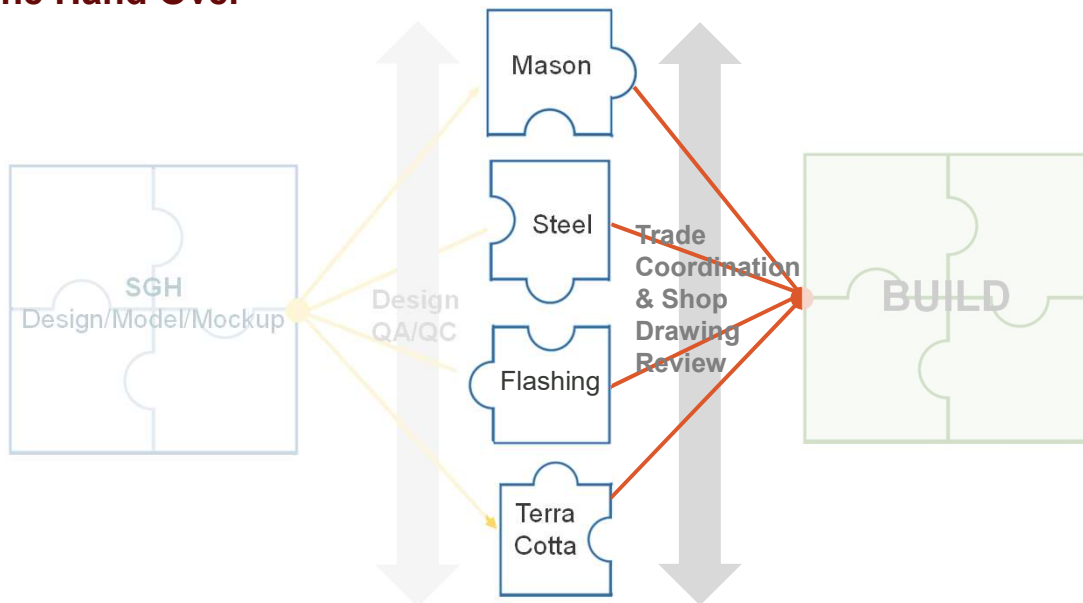 Mason
Steel
Flashing
Terra
Cotta
SGH
Design/Model/Mockup
Design
QA/QC
Trade
Coordination
& Shop
Drawing
Review
BUILD